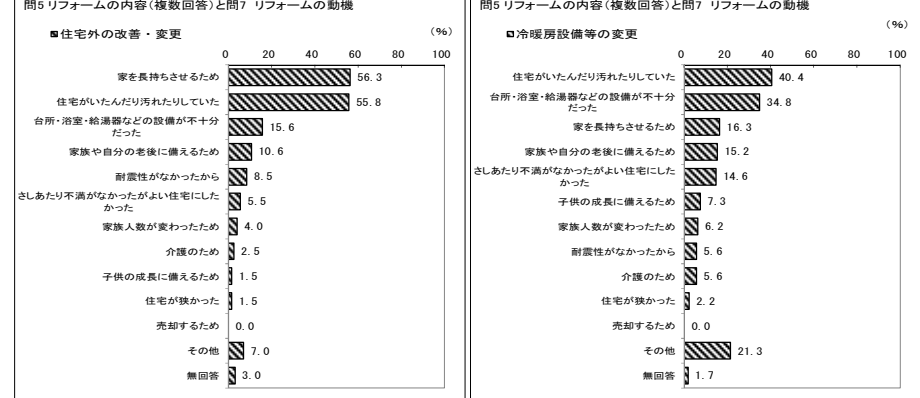 問5 リフォームの内容（複数回答）と問7 リフォームの動機
住宅外の改善・変更
(%)
0 20 40 60 80 100
家を長持ちさせるため 56.3
住宅がいたんだり汚れたりしていた 55.8
台所・浴室・給湯器などの設備が不十分
だった 15.6
家族や自分の老後に備えるため 10.6
耐震性がなかったから 8.5
さしあたり不満がなかったがよい住宅にした
かった 5.5
家族人数が変わったため 4.0
介護のため 2.5
子供の成長に備えるため 1.5
住宅が狭かった 1.5
売却するため 0.0
その他 7.0
無回答 3.0
問5 リフォームの内容（複数回答）と問7 リフォームの動機
冷暖房設備等の変更
(%)
0 20 40 60 80 100
住宅がいたんだり汚れたりしていた 40.4
台所・浴室・給湯器などの設備が不十分
だった 34.8
家を長持ちさせるため 16.3
家族や自分の老後に備えるため 15.2
さしあたり不満がなかったがよい住宅にした
かった 14.6
子供の成長に備えるため 7.3
家族人数が変わったため 6.2
耐震性がなかったから 5.6
介護のため 5.6
住宅が狭かった 2.2
売却するため 0.0
その他 21.3
無回答 1.7